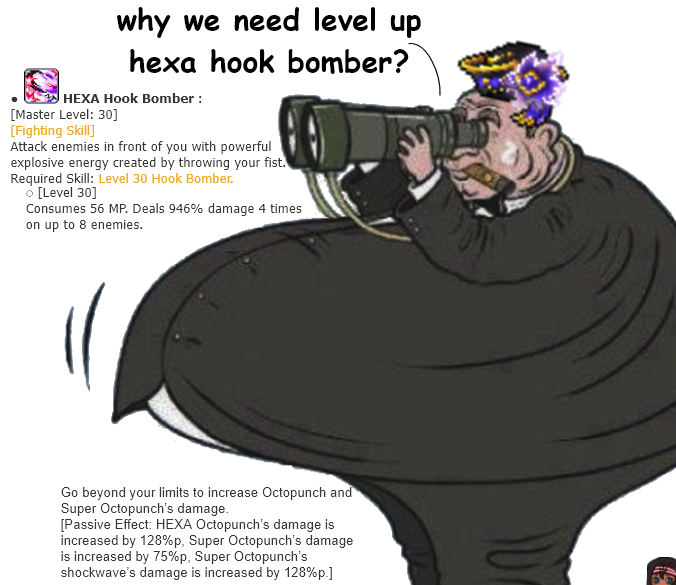 why we need level up
hexa hook bomber?
• HEXA Hook Bomber :
[Master Level: 30]
[Fighting Skill]
Attack enemies in front of you with powerful
explosive energy created by throwing your fist.
Required Skill: Level 30 Hook Bomber.
○ [Level 30]
Consumes 56 MP. Deals 946% damage 4 times
on up to 8 enemies.
Go beyond your limits to increase Octopunch and
Super Octopunch’s damage.
[Passive Effect: HEXA Octopunch’s damage is
increased by 128%p, Super Octopunch’s damage
is increased by 75%p, Super Octopunch’s
shockwave’s damage is increased by 128%p.]